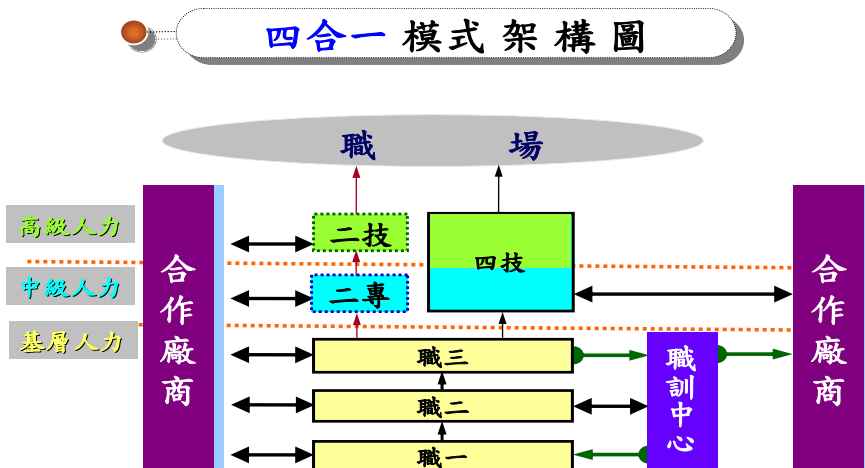 四合一 模式架構圖
職 場
高級人力
中級人力
基層人力
合作廠商
二技
二專
四技
職三
職二
職一
職訓中心
合作廠商